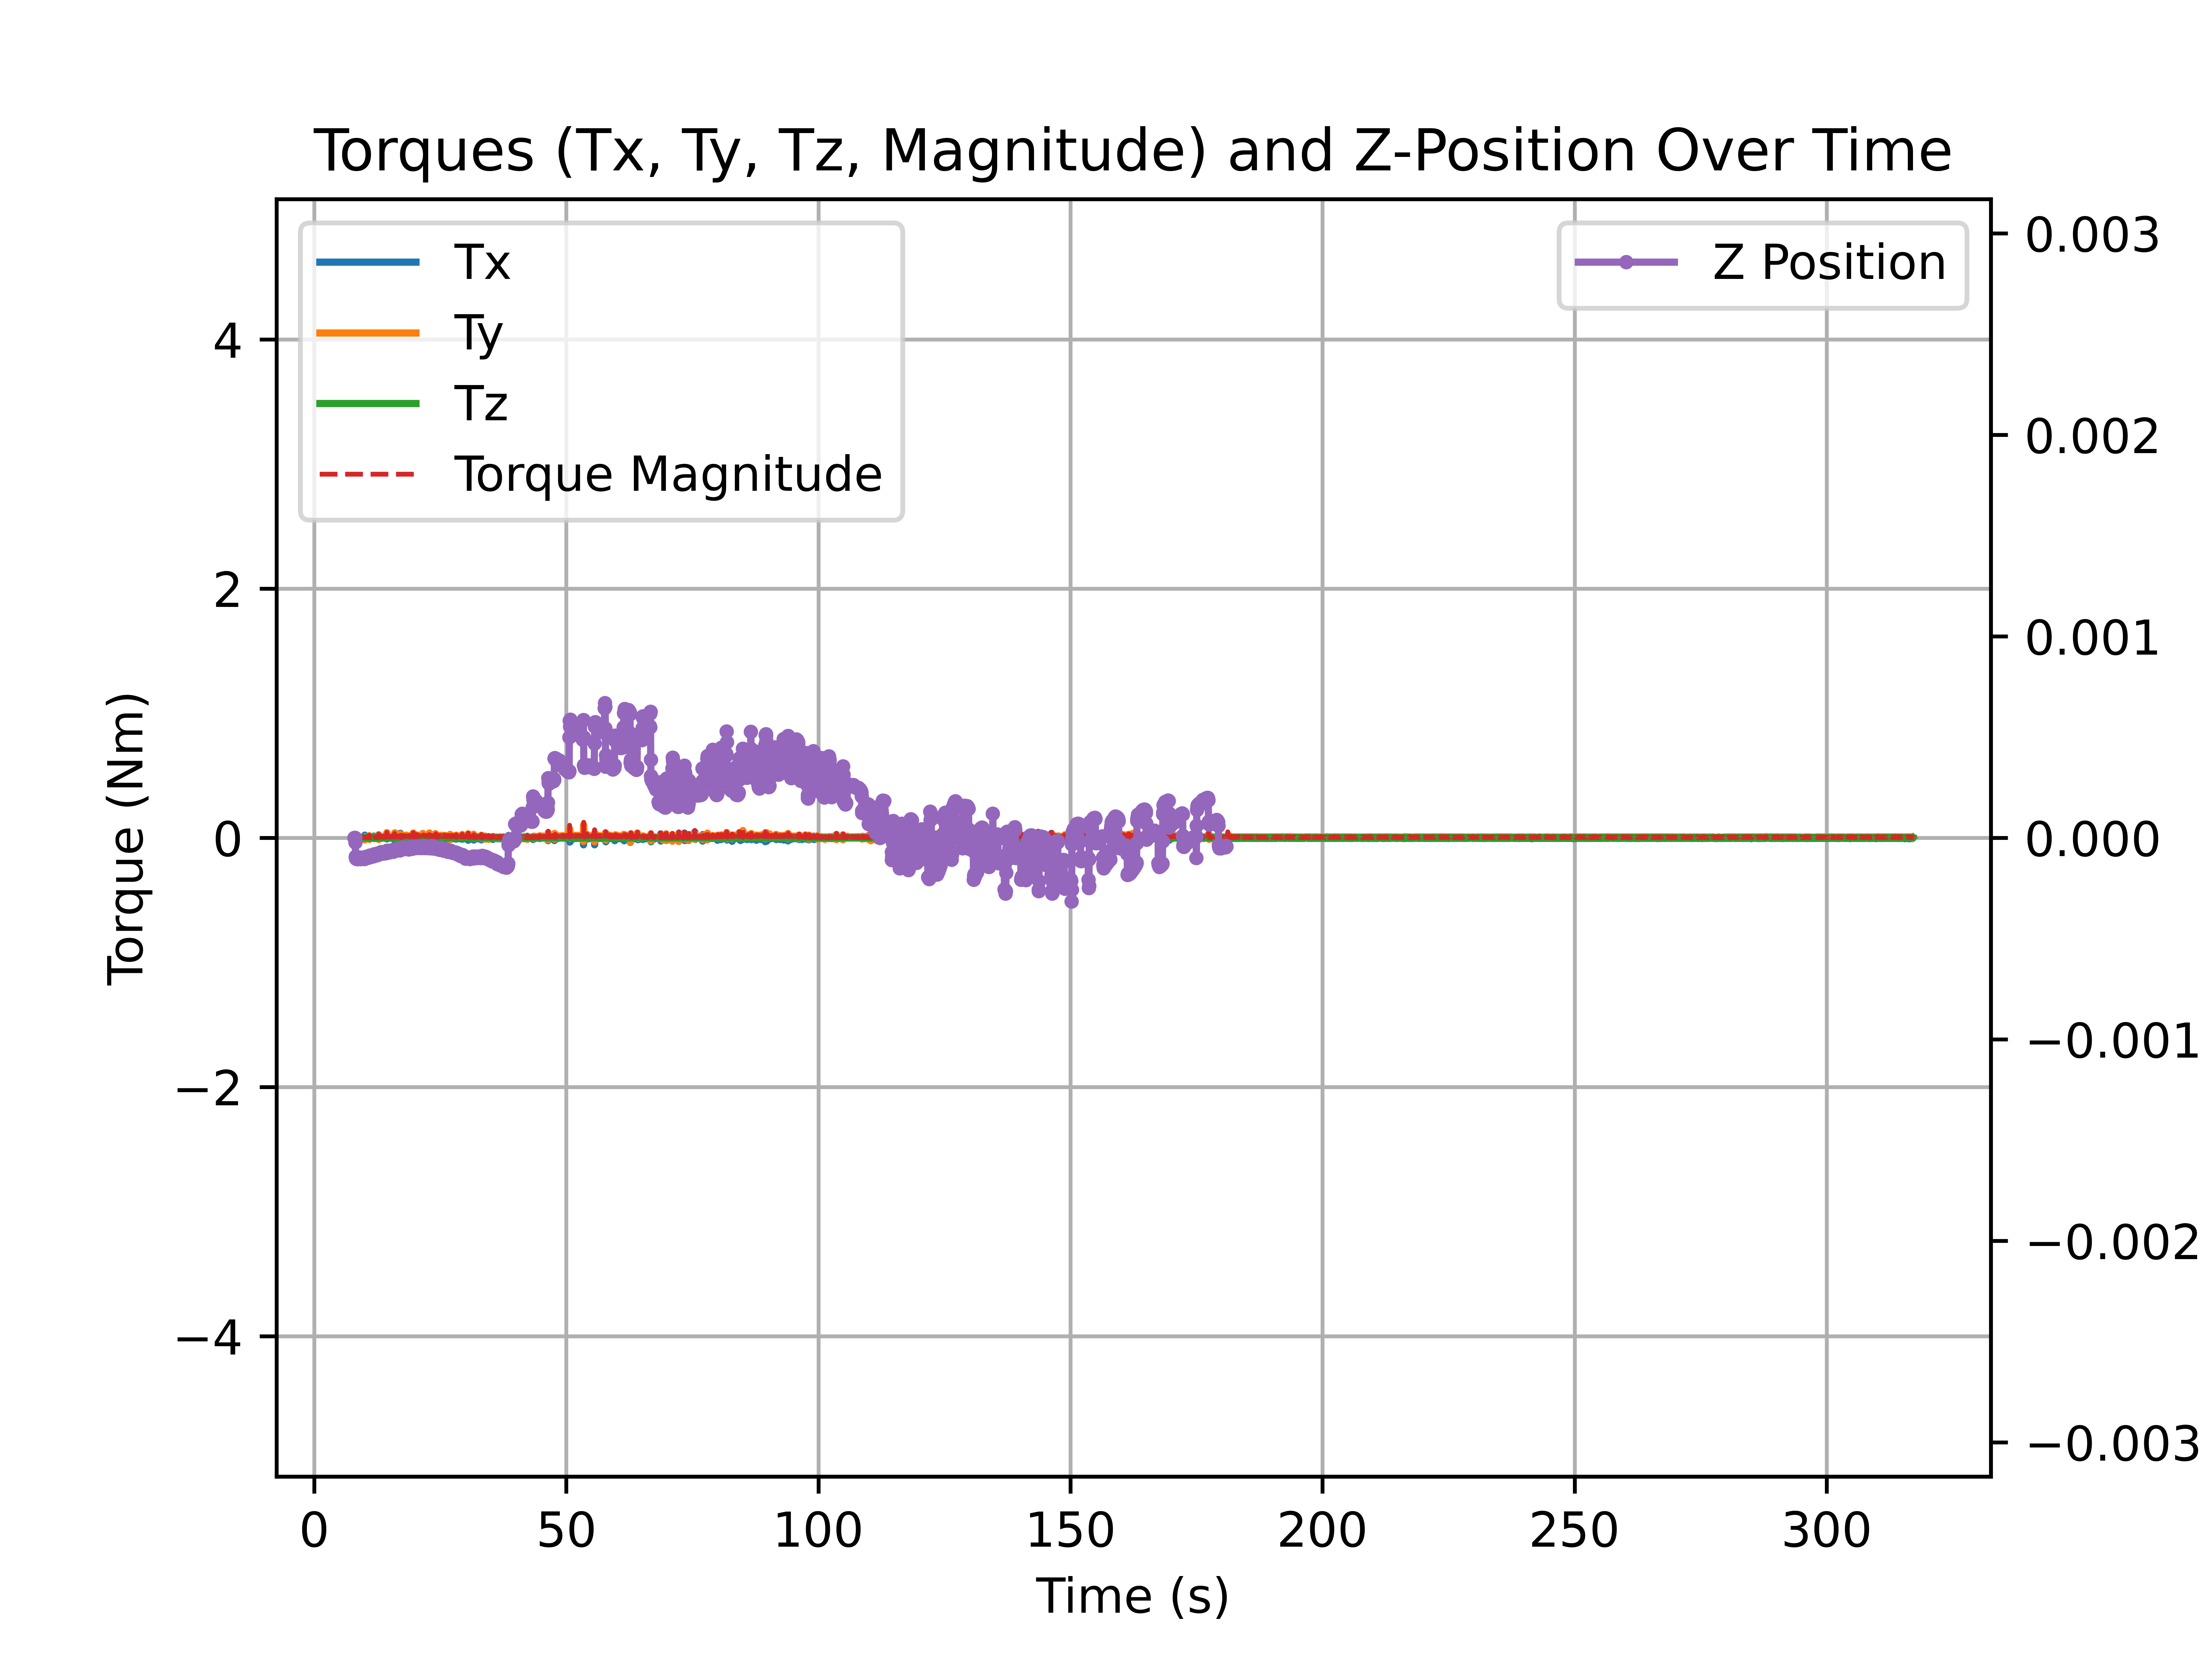 Torques (Tx, Ty, Tz, Magnitude) and Z-Position Over Time
Tx
Ty
Tz
Torque Magnitude
Z Position
Torque (Nm)
4
2
0
−2
−4
0.003
0.002
0.001
0.000
−0.001
−0.002
−0.003
0 50 100 150 200 250 300
Time (s)